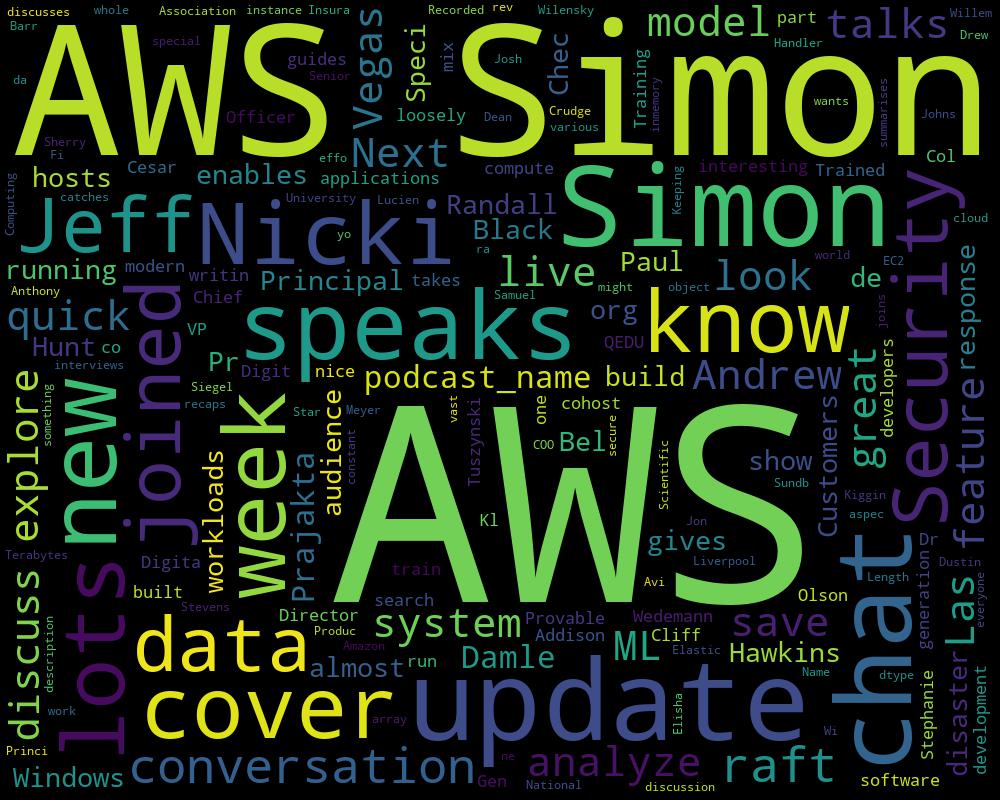 discusses whole Association instance Insura Recorded rev Wilensky model part talks Willem
Barr special guides Vegas Speci mix Josh Chec Handler Drew
AWS Simon
da Senior Officer loosely Dean Crudge various Training inmemory wants summarises Johns
Sherry Fi Cesar enables effo Next applications compute interesting Trained Col
hosts catches University Lucien Randall Simon Keeping
Computing Jeff Nicki yo Black ra cloud
running modern writin Principal takes live Paul look world EC2 de Security
Anthony Chief Samuel might object org joins response
quick VP speaks know QEDU
Hunt co interviews joined Pr Digit nice podcast_name build Andrew great developers
explore something new Siegel recaps Star Meyer audience constant Tuszynski vast one cohost secure feature
week COO Bel show Customers
workloads Prajakta AWS Scientific Sundb Kiggin aspec
Kl Jon gives Liverpool chat Dr
Terabytes Digita train Avi Length Dustin
discuss lots built Stevens search Olson generation Las everyone
description Director Produc system Provable Wedemann save
data Amazon Addison Cliff Hawkins
almost run Damle ML Elastic Name dtype
cover array update Elisha Stephanie disaster development
work Wi
Princi conversation ne analyze raft
Windows Gen National discussion software